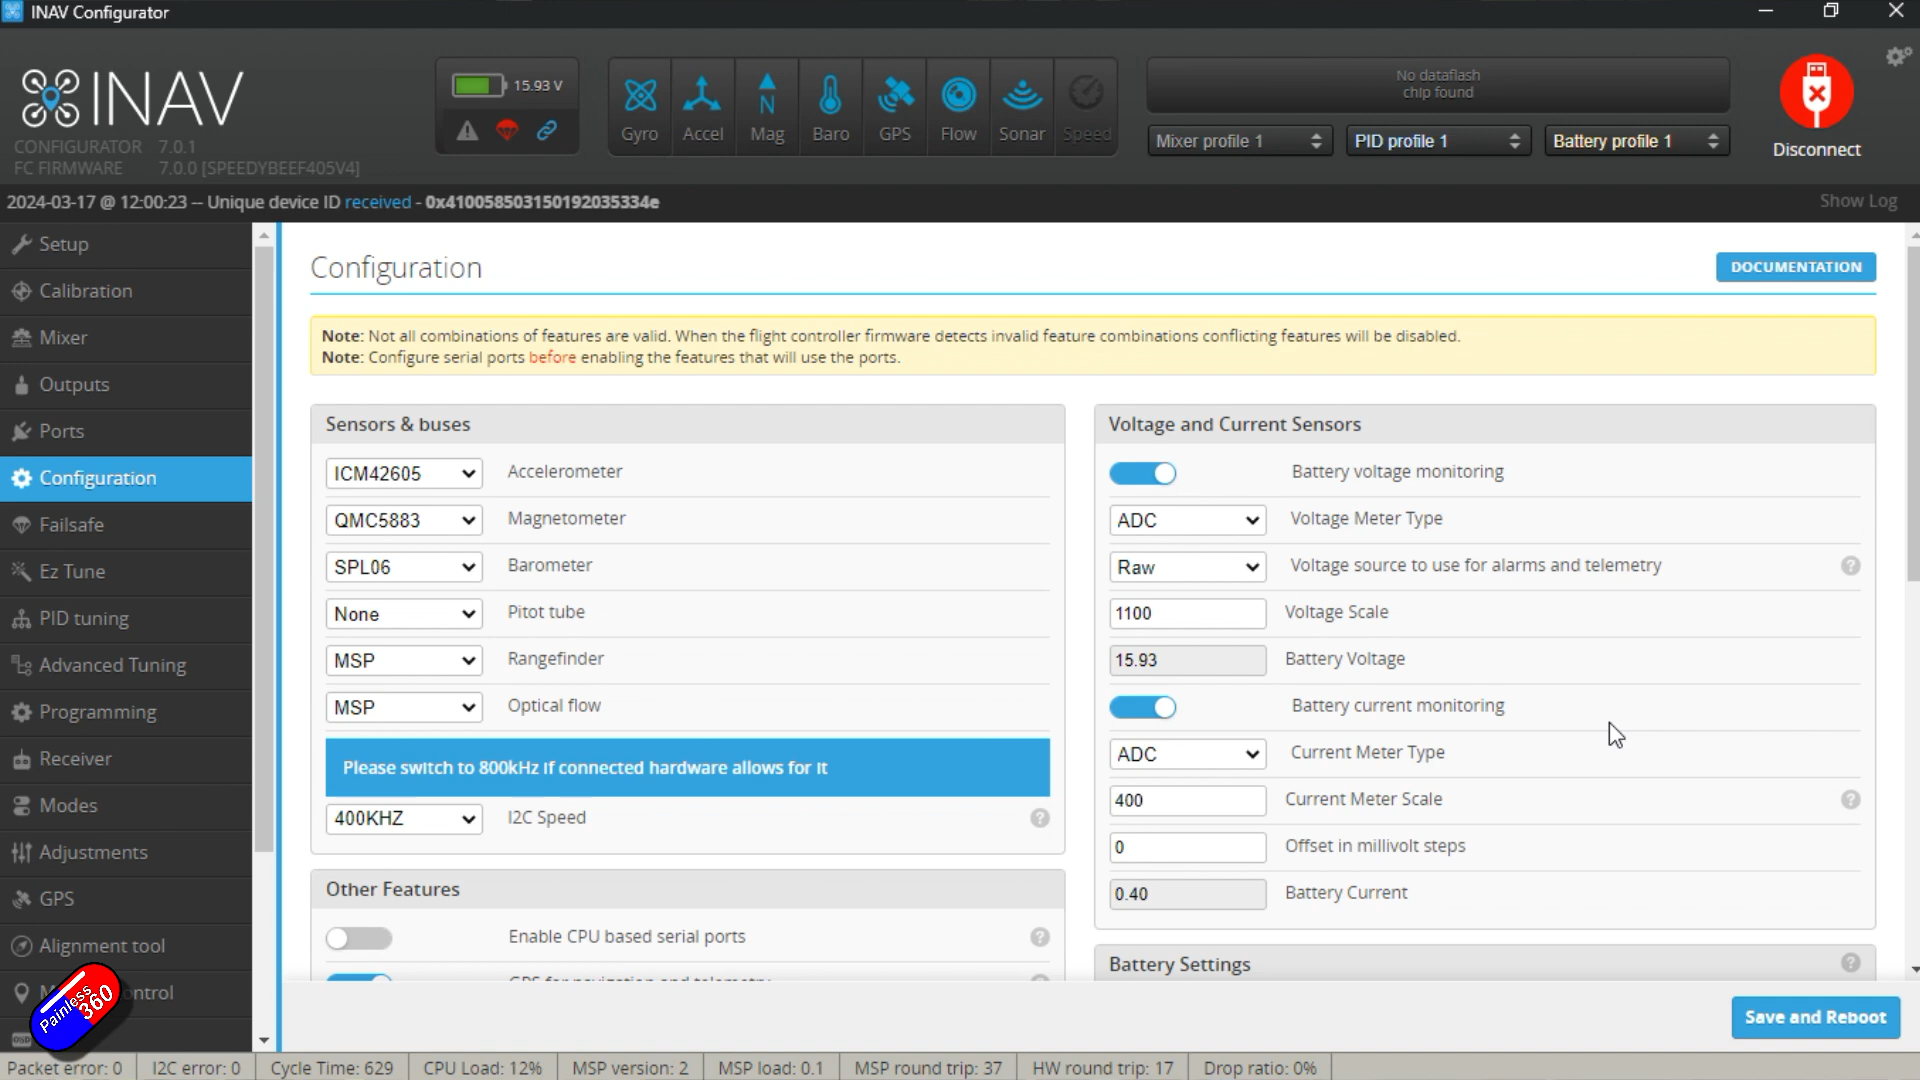 INAV Configurator
INAV
CONFIGURATOR 7.0.1
FC FIRMWARE 7.0.0 [SPEEDYBEEF405V4]
15.93 V
Gyro
Accel
N
Mag
Baro
GPS
Flow
Sonar
Speed
No dataflash
chip found
Mixer profile 1
PID profile 1
Battery profile 1
Disconnect
2024-03-17 @ 12:00:23 -- Unique device ID received - 0x410058503150192035334e
Show Log
Setup
Calibration
Mixer
Outputs
Ports
Configuration
Failsafe
Ez Tune
PID tuning
Advanced Tuning
Programming
Receiver
Modes
Adjustments
GPS
Alignment tool
Painless
360
Configuration
DOCUMENTATION
Note: Not all combinations of features are valid. When the flight controller firmware detects invalid feature combinations conflicting features will be disabled.
Note: Configure serial ports before enabling the features that will use the ports.
Sensors & buses
ICM42605 Accelerometer
QMC5883 Magnetometer
SPL06 Barometer
None Pitot tube
MSP Rangefinder
MSP Optical flow
Please switch to 800kHz if connected hardware allows for it
400KHZ I2C Speed ?
Other Features
Enable CPU based serial ports ?
GPS for navigation and telemetry
Voltage and Current Sensors
Battery voltage monitoring
ADC Voltage Meter Type
Raw Voltage source to use for alarms and telemetry ?
1100 Voltage Scale
15.93 Battery Voltage
Battery current monitoring
ADC Current Meter Type
400 Current Meter Scale ?
0 Offset in millivolt steps
0.40 Battery Current
Battery Settings ?
Save and Reboot
Packet error: 0
I2C error: 0
Cycle Time: 629
CPU Load: 12%
MSP version: 2
MSP load: 0.1
MSP round trip: 37
HW round trip: 17
Drop ratio: 0%